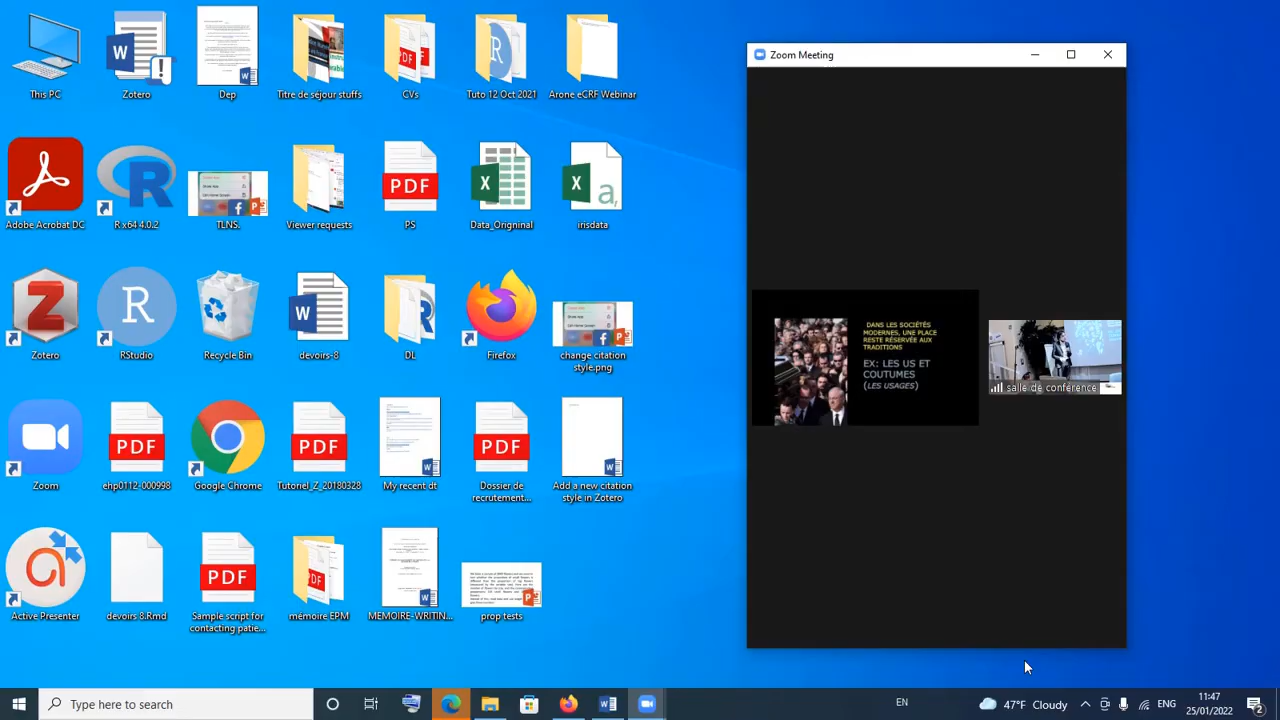 This PC
Zotero
Dep
Titre de séjour stuffs
CVs
Tuto 12 Oct 2021
Arone eCRF Webinar
Adobe Acrobat DC
R x64 4.0.2
TLNS.
Viewer requests
PS
Data_Origninal
irisdata
Zotero
RStudio
Recycle Bin
devoirs-8
DL
Firefox
change citation
style.png
Zoom
ehp0112-000998
Google Chrome
Tutoriel_Z_20180328
My recent dt
Dossier de
recrutement...
Add a new citation
style in Zotero
Active Presenter
devoirs 8.Rmd
Sample script for
contacting patie...
mémoire EPM
MEMOIRE-WRITIN...
prop tests
Zoom Meeting
DANS LES SOCIÉTÉS
MODERNES, UNE PLACE
RESTE RÉSERVÉE AUX
TRADITIONS
EX: LES US ET
COUTUMES
(LES USAGES)
salle de conférence
Type here to search
EN
47°F Cloudy
ENG
11:47
25/01/2022
2